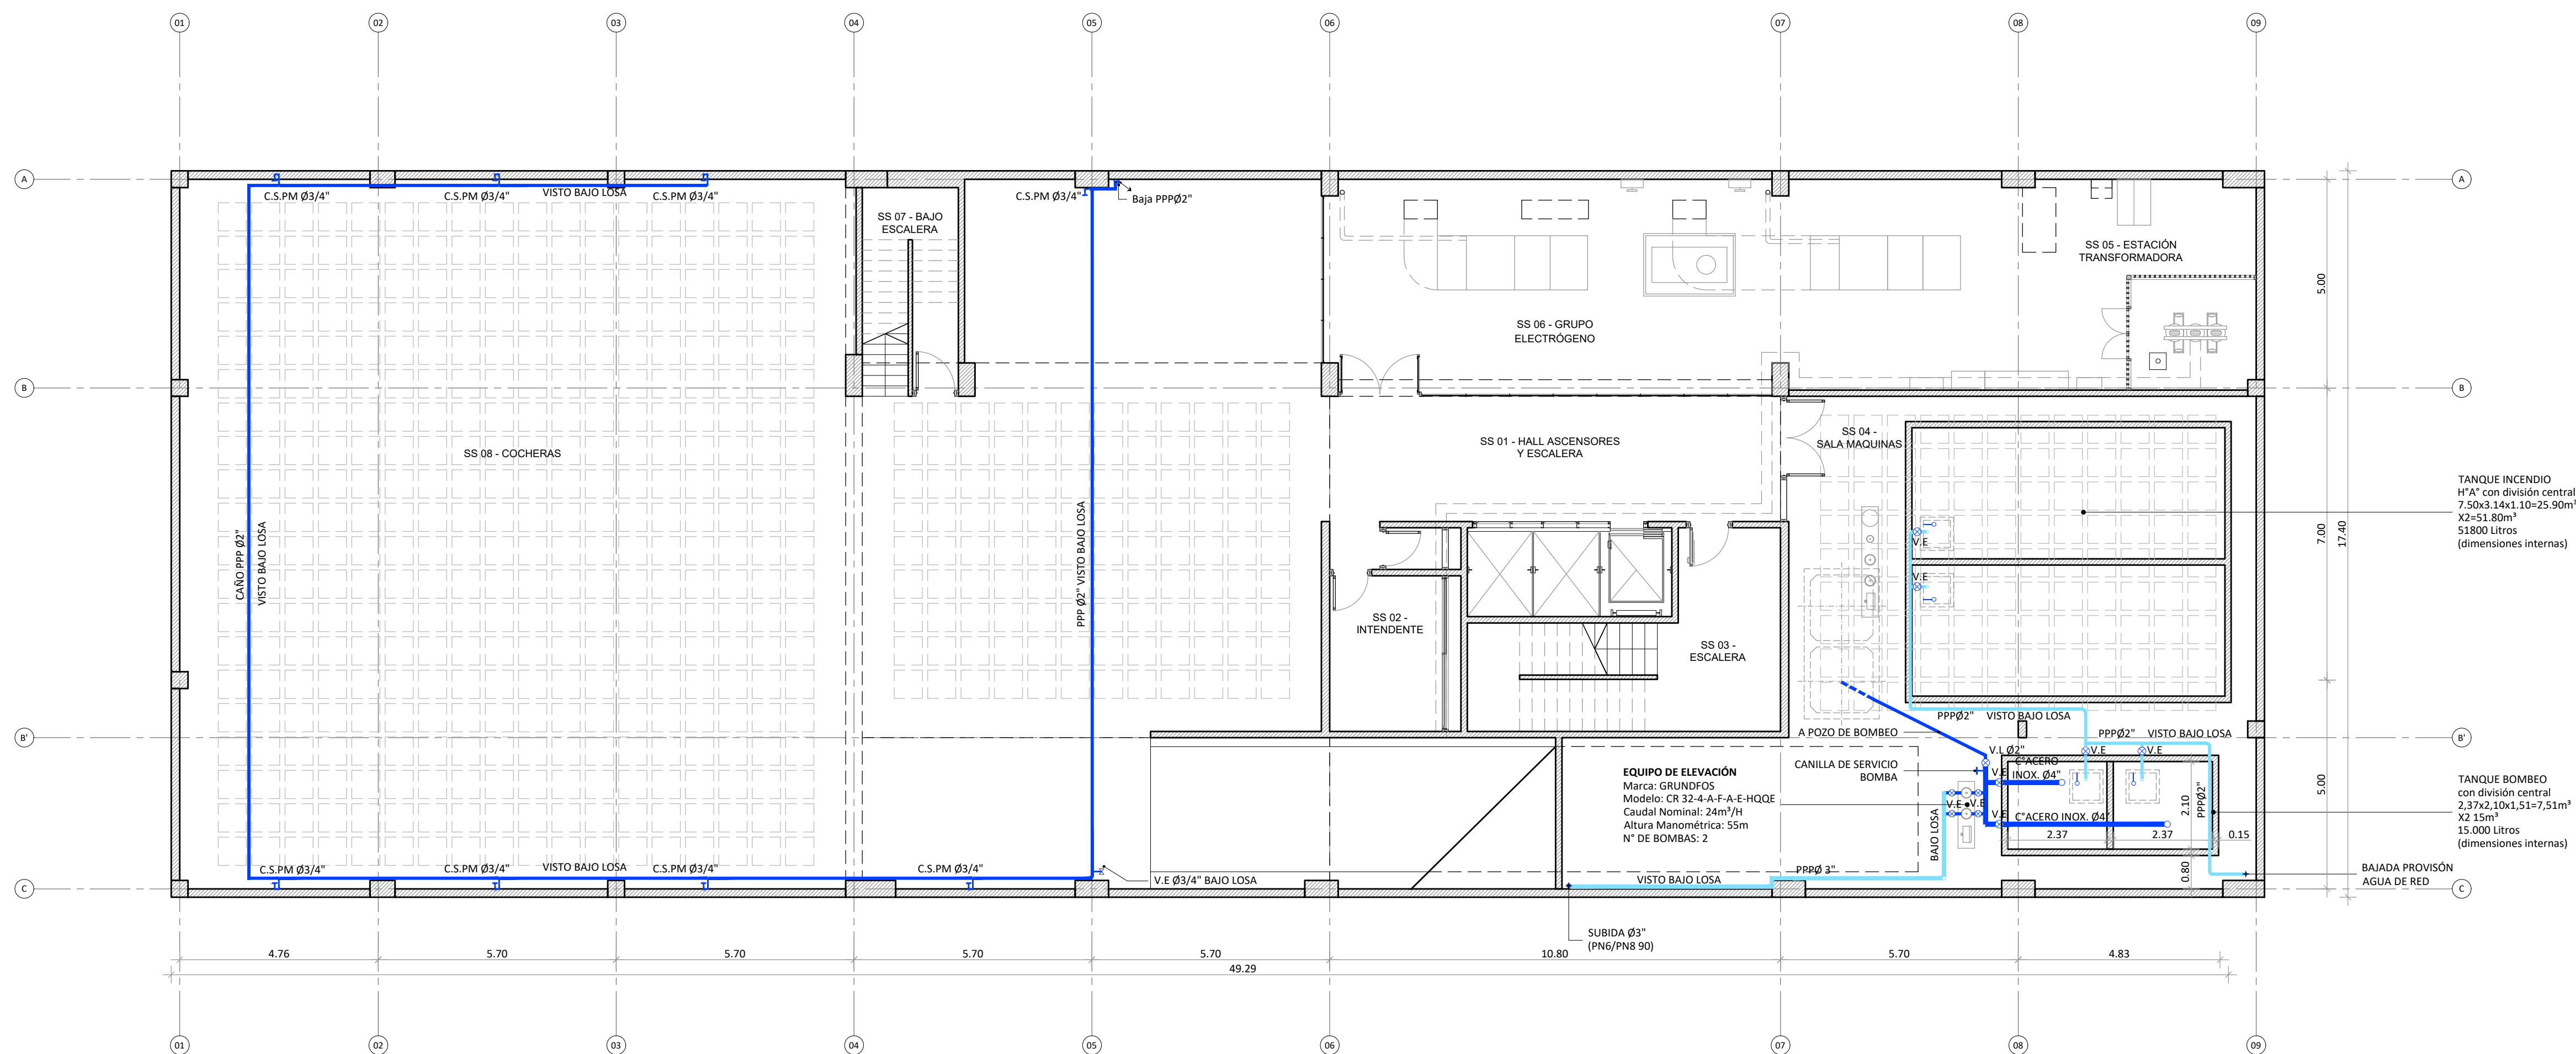 01
02
03
04
05
06
07
08
09
A
A
C.S.PM Ø3/4"
C.S.PM Ø3/4"
VISTO BAJO LOSA
C.S.PM Ø3/4"
C.S.PM Ø3/4"
Baja PPPØ2"
SS 07 - BAJO
ESCALERA
SS 05 - ESTACIÓN
TRANSFORMADORA
5.00
SS 06 - GRUPO
ELECTRÓGENO
B
B
SS 08 - COCHERAS
SS 01 - HALL ASCENSORES
Y ESCALERA
SS 04 -
SALA MAQUINAS
TANQUE INCENDIO
H°A° con división central
7.50x3.14x1.10=25.90m³
X2=51.80m³
51800 Litros
(dimensiones internas)
7.00
17.40
CAÑO PPP Ø2"
VISTO BAJO LOSA
PPP Ø2" VISTO BAJO LOSA
V.E
V.E
SS 02 -
INTENDENTE
SS 03 -
ESCALERA
PPPØ2"
VISTO BAJO LOSA
A POZO DE BOMBEO
PPPØ2"
VISTO BAJO LOSA
B'
B'
V.L Ø2"
V.E
V.E
C°ACERO
INOX. Ø4"
V.E
CANILLA DE SERVICIO
BOMBA
EQUIPO DE ELEVACIÓN
Marca: GRUNDFOS
Modelo: CR 32-4-A-F-A-E-HQQE
Caudal Nominal: 24m³/H
Altura Manométrica: 55m
N° DE BOMBAS: 2
V.E
V.E
V.E
C°ACERO INOX. Ø4"
BAJO LOSA
2.10
PPPØ2"
2.37
2.37
0.15
0.80
5.00
TANQUE BOMBEO
con división central
2,37x2,10x1,51=7,51m³
X2 15m³
15.000 Litros
(dimensiones internas)
C.S.PM Ø3/4"
C.S.PM Ø3/4"
VISTO BAJO LOSA
C.S.PM Ø3/4"
C.S.PM Ø3/4"
V.E Ø3/4" BAJO LOSA
VISTO BAJO LOSA
PPPØ 3"
BAJADA PROVISÓN
AGUA DE RED
C
C
SUBIDA Ø3"
(PN6/PN8 90)
4.76
5.70
5.70
5.70
5.70
10.80
5.70
4.83
49.29
01
02
03
04
05
06
07
08
09